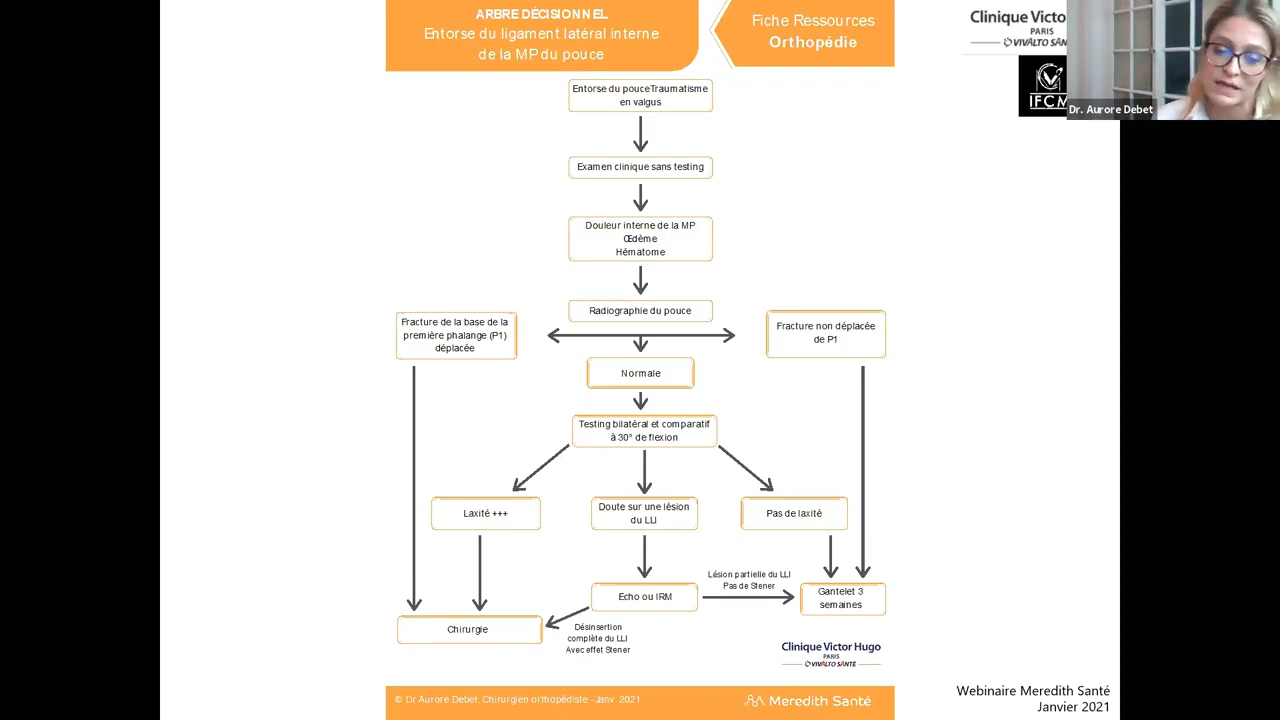 ARBRE DÉCISIONNEL
Entorse du ligament latéral interne
de la MP du pouce
Fiche Ressources
Orthopédie
Clinique Victo
PARIS
VIVALTO SAN
IFCM
Dr. Aurore Debet
Entorse du pouceTraumatisme
en valgus
Examen clinique sans testing
Douleur interne de la MP
Œdème
Hématome
Radiographie du pouce
Fracture de la base de la
première phalange (P1)
déplacée
Fracture non déplacée
de P1
Normale
Testing bilatéral et comparatif
à 30° de flexion
Laxité +++
Doute sur une lésion
du LLI
Pas de laxité
Lésion partielle du LLI
Pas de Stener
Echo ou IRM
Gantelet 3
semaines
Chirurgie
Désinsertion
complète du LLI
Avec effet Stener
Clinique Victor Hugo
PARIS
VIVALTO SANTÉ
© Dr Aurore Debet, Chirurgien orthopédiste - Janv. 2021
Meredith Santé
Webinaire Meredith Santé
Janvier 2021